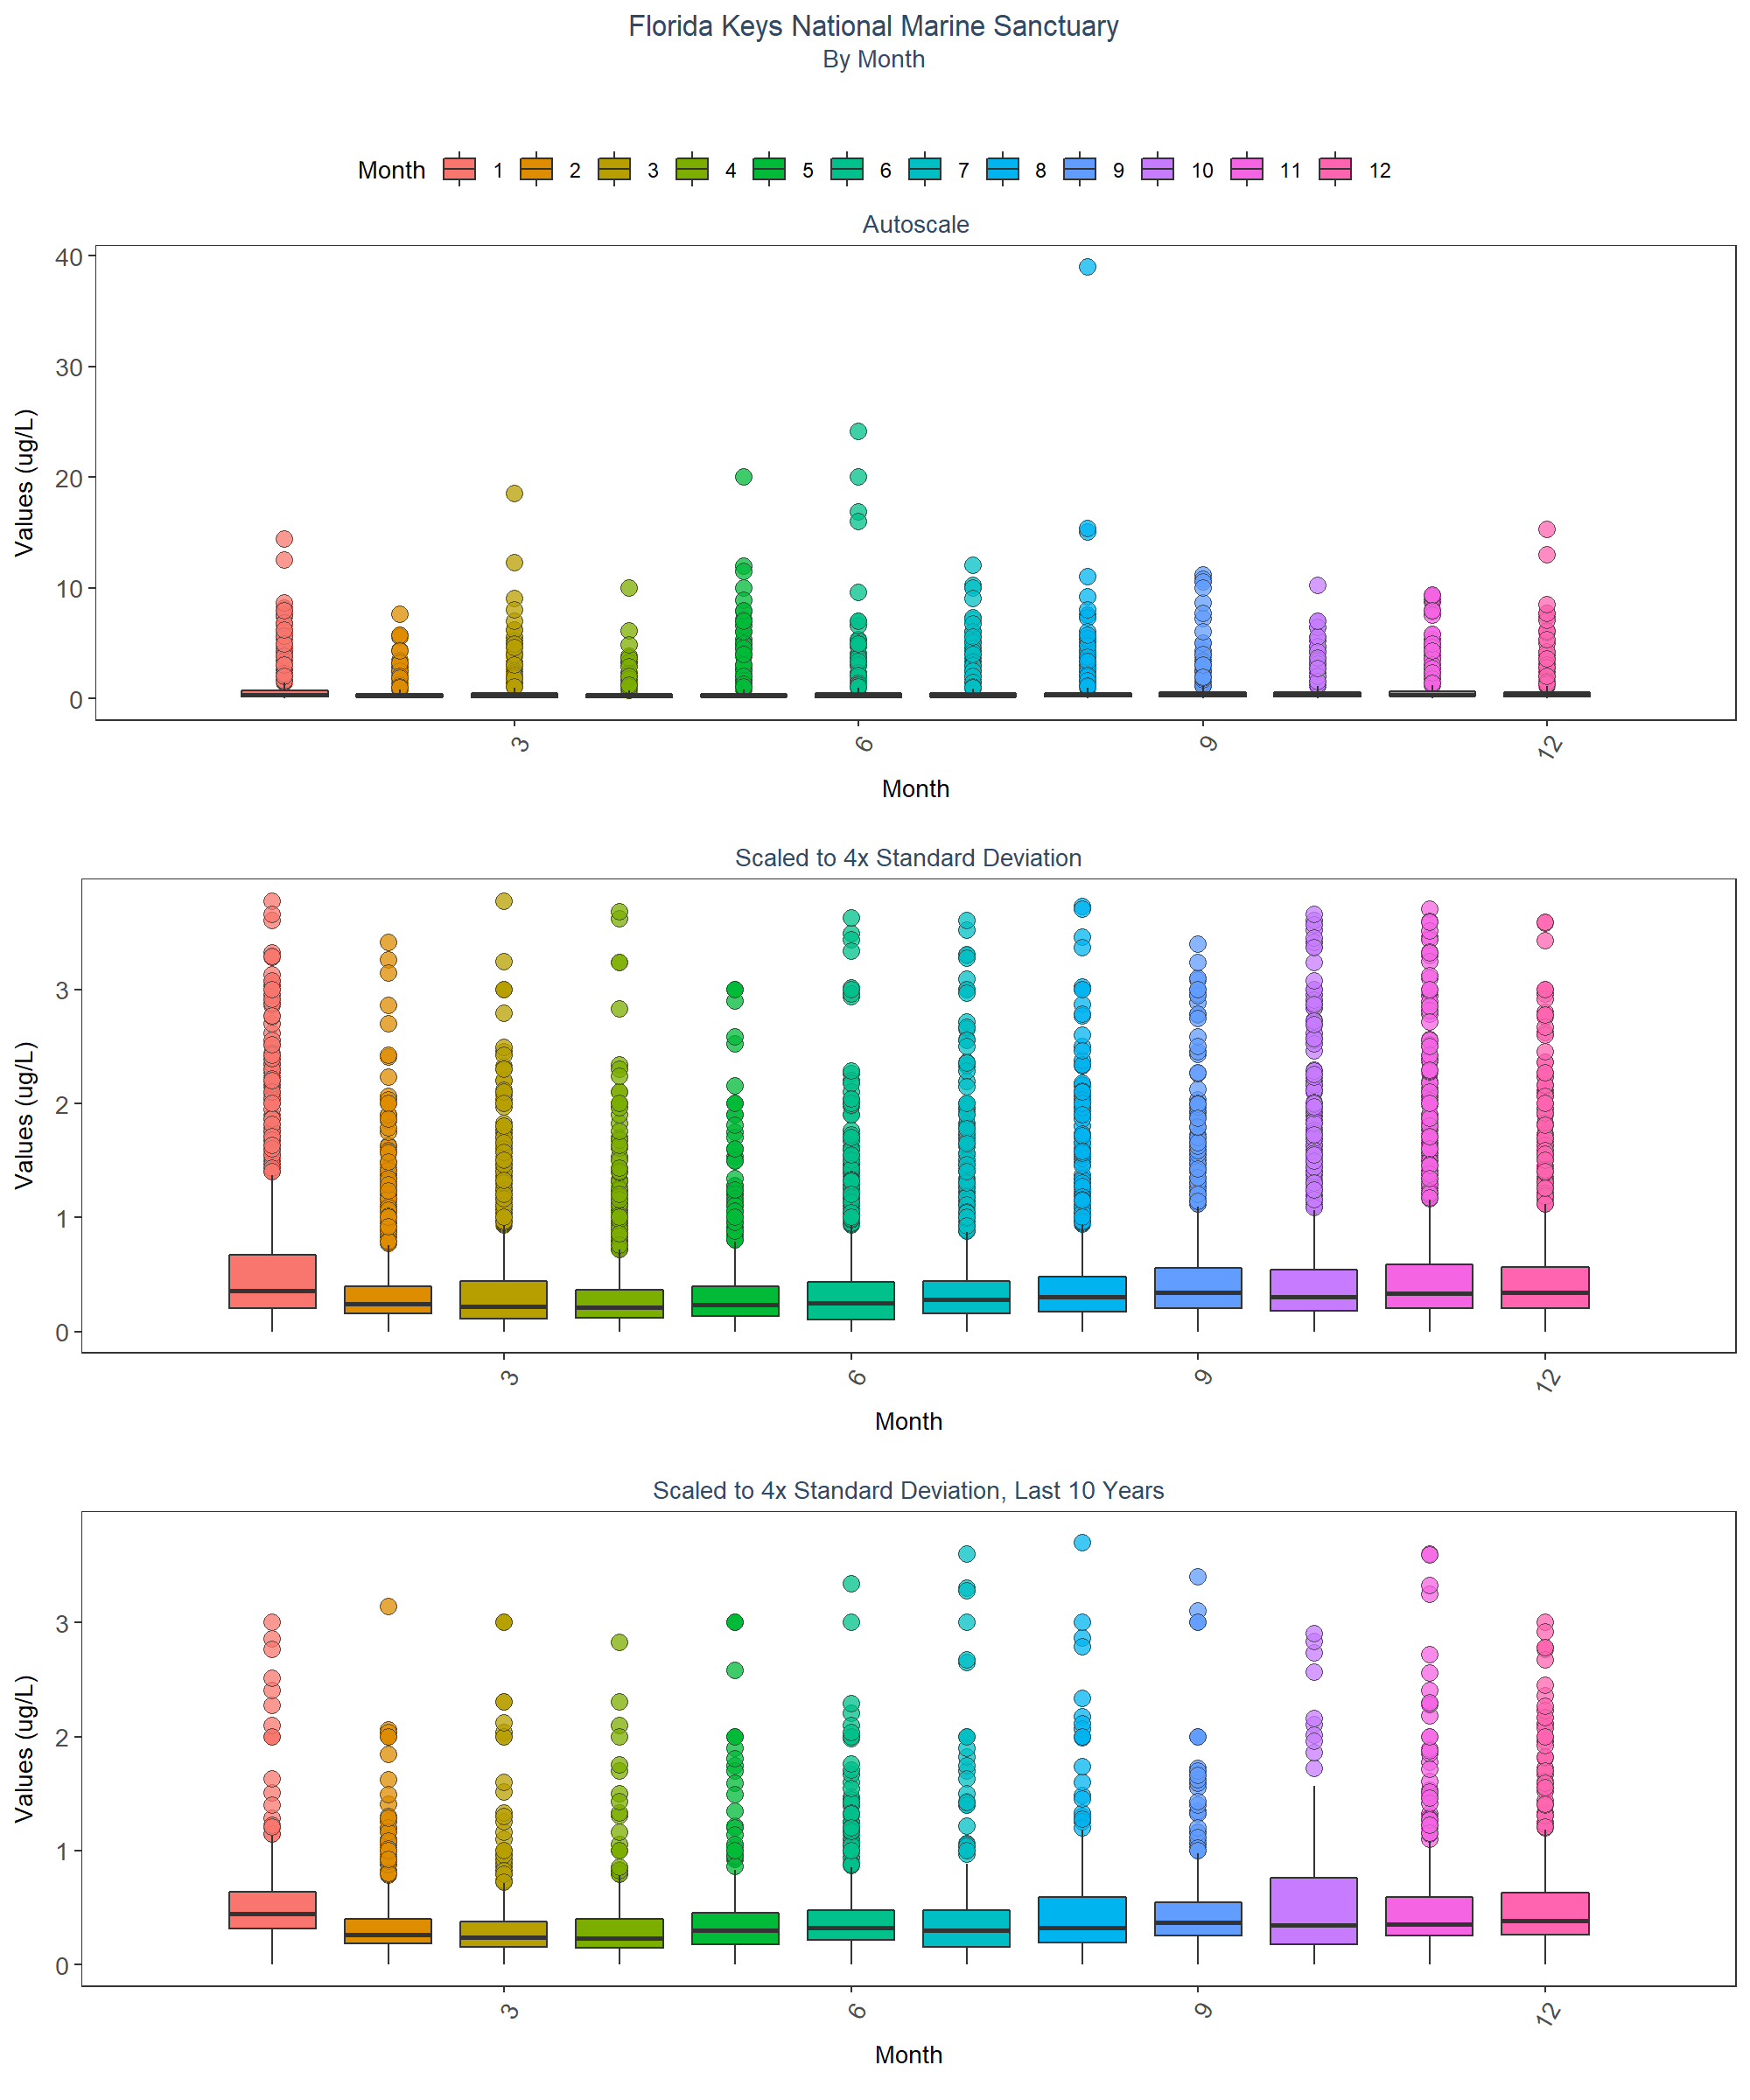 Florida Keys National Marine Sanctuary
By Month
Month 1 2 3 4 5 6 7 8 9 10 11 12
Autoscale
40
30
20
10
0
Values (ug/L)
3 6 9 12
Month
Scaled to 4x Standard Deviation
3
2
1
0
Values (ug/L)
3 6 9 12
Month
Scaled to 4x Standard Deviation, Last 10 Years
3
2
1
0
Values (ug/L)
3 6 9 12
Month